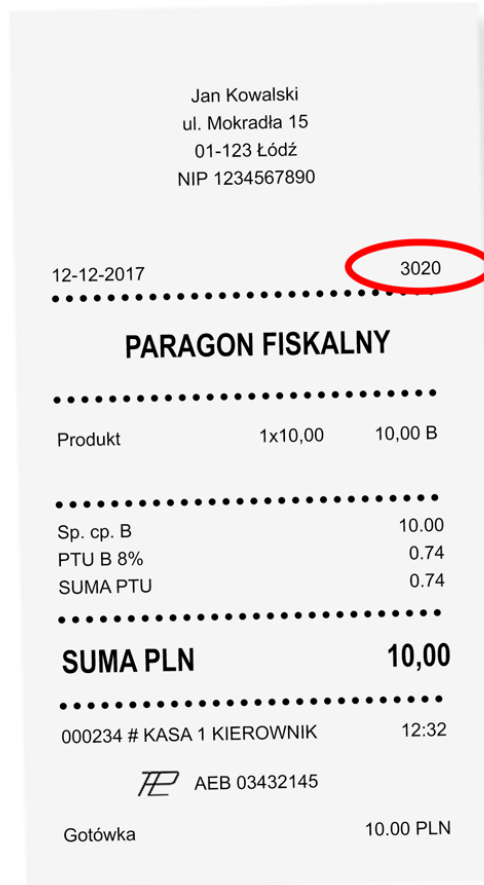 Jan Kowalski
ul. Mokradła 15
01-123 Łódź
NIP 1234567890
12-12-2017 3020
PARAGON FISKALNY
Produkt 1x10,00 10,00 B
Sp. cp. B 10.00
PTU B 8% 0.74
SUMA PTU 0.74
SUMA PLN 10,00
000234 # KASA 1 KIEROWNIK 12:32
AEB 03432145
Gotówka 10.00 PLN